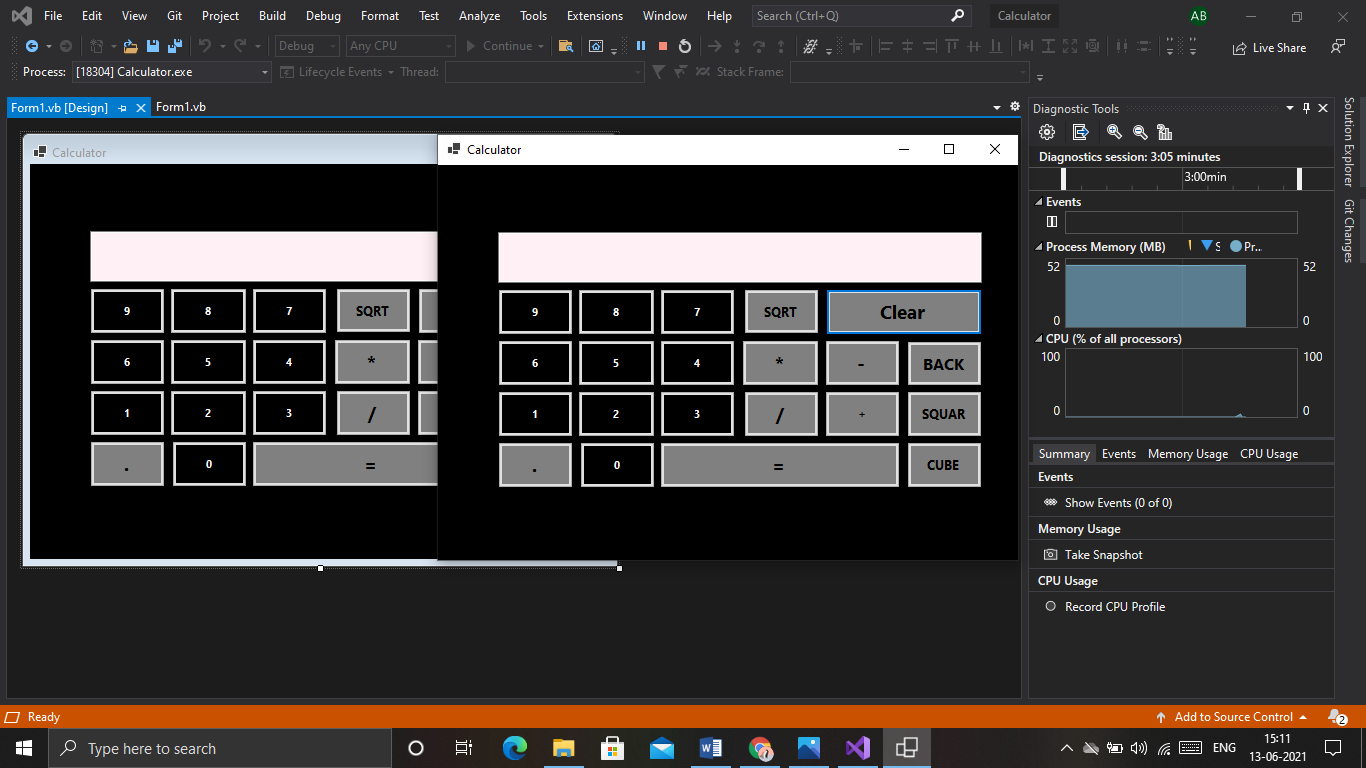 File Edit View Git Project Build Debug Format Test Analyze Tools Extensions Window Help Search (Ctrl+Q) Calculator AB
Debug Any CPU Continue Live Share
Process: [18304] Calculator.exe Lifecycle Events Thread: Stack Frame:
Form1.vb [Design] Form1.vb
Calculator
9 8 7 SQRT
6 5 4 *
1 2 3 /
. 0 =
Calculator
9 8 7 SQRT Clear
6 5 4 * - BACK
1 2 3 / + SQUAR
. 0 = CUBE
Diagnostic Tools
Diagnostics session: 3:05 minutes
3:00min
Events
Process Memory (MB) S Pr...
52 52
0 0
CPU (% of all processors)
100 100
0 0
Summary Events Memory Usage CPU Usage
Events
Show Events (0 of 0)
Memory Usage
Take Snapshot
CPU Usage
Record CPU Profile
Solution Explorer
Git Changes
Ready Add to Source Control 2
Type here to search ENG 15:11
13-06-2021